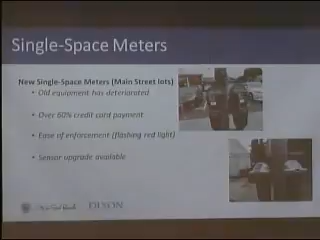 Single-Space Meters
New Single-Space Meters (Main Street lots)
• Old equipment has deteriorated
• Over 60% credit card payment
• Ease of enforcement (flashing red light)
• Sensor upgrade available
DIXON